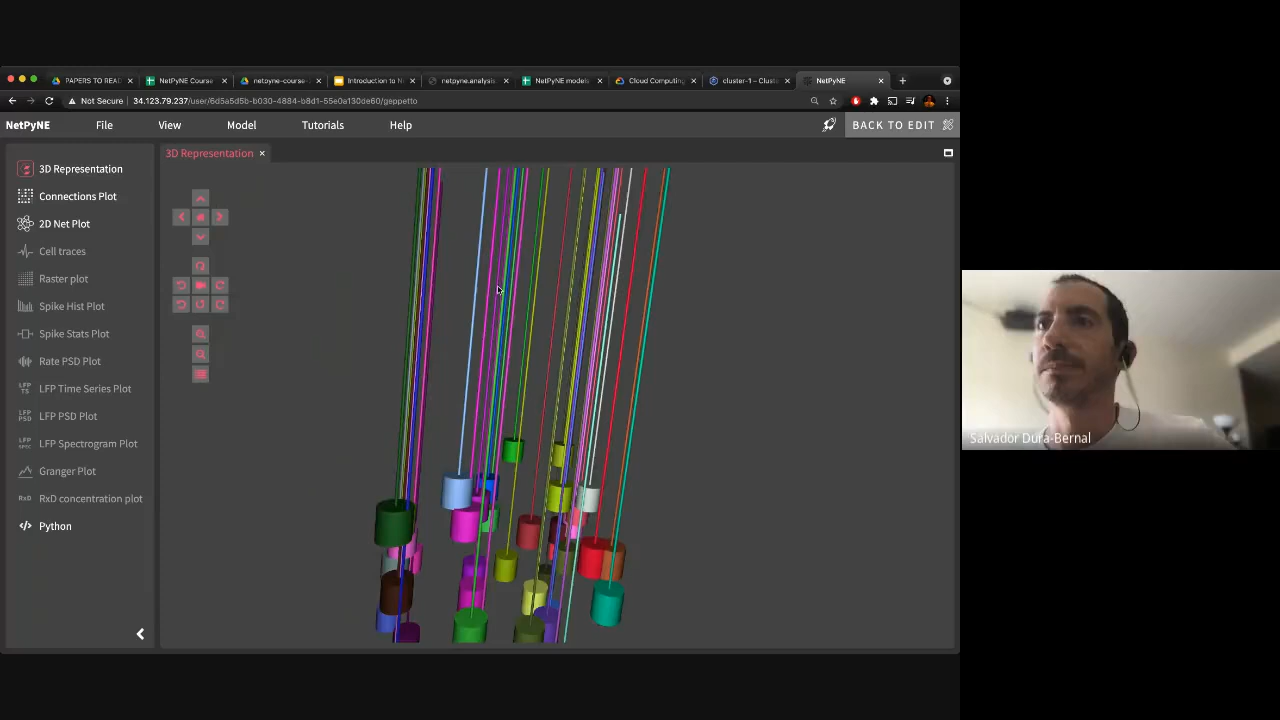 PAPERS TO READ
NetPyNE Course
netpyne-course
Introduction to N
netpyne.analysis
NetPyNE models
Cloud Computing
cluster-1 – Cluste
NetPyNE
Not Secure
34.123.79.237/user/6d5a5d5b-b030-4884-b8d1-55e0a130de60/geppetto
NetPyNE
File
View
Model
Tutorials
Help
BACK TO EDIT
3D Representation
3D Representation
Connections Plot
2D Net Plot
Cell traces
Raster plot
Spike Hist Plot
Spike Stats Plot
Rate PSD Plot
LFP Time Series Plot
LFP PSD Plot
LFP Spectrogram Plot
Granger Plot
RxD concentration plot
Python
Salvador Dura-Bernal